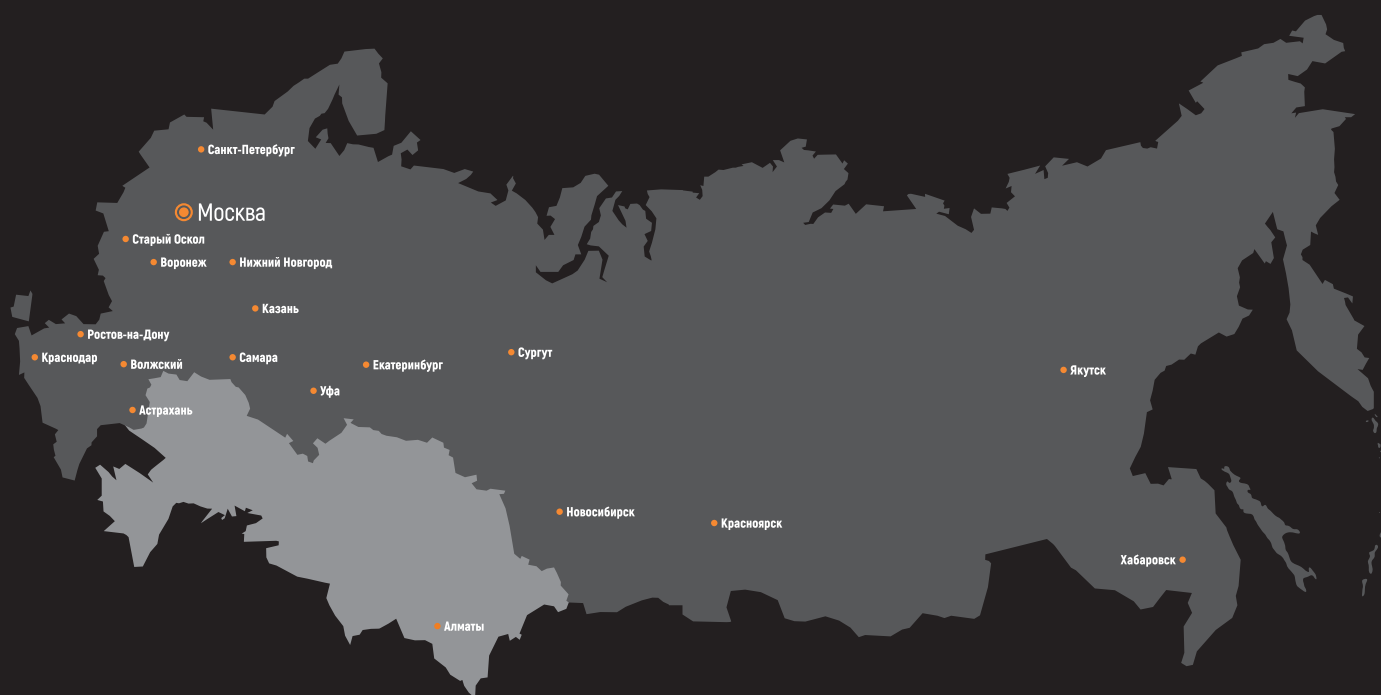 Санкт-Петербург
Москва
Старый Оскол
Воронеж
Нижний Новгород
Казань
Ростов-на-Дону
Краснодар
Волжский
Самара
Екатеринбург
Сургут
Уфа
Якутск
Астрахань
Новосибирск
Красноярск
Хабаровск
Алматы